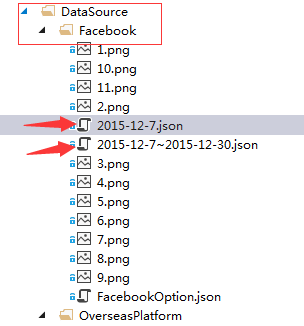 DataSource
Facebook
1.png
10.png
11.png
2.png
2015-12-7.json
2015-12-7~2015-12-30.json
3.png
4.png
5.png
6.png
7.png
8.png
9.png
FacebookOption.json
OverseasPlatform